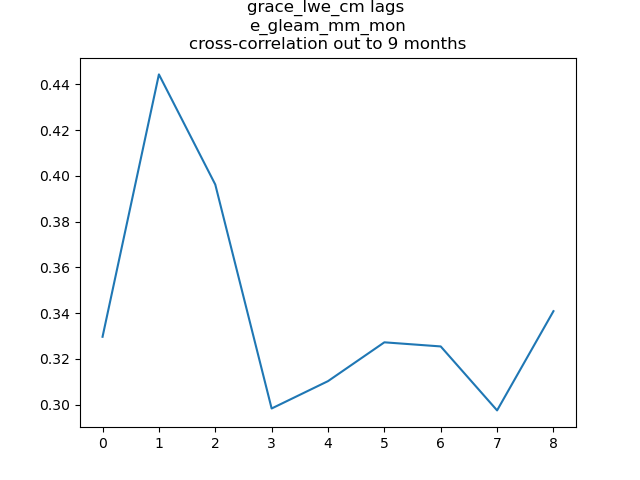 grace_lwe_cm lags
e_gleam_mm_mon
cross-correlation out to 9 months
0.44
0.42
0.40
0.38
0.36
0.34
0.32
0.30
0 1 2 3 4 5 6 7 8